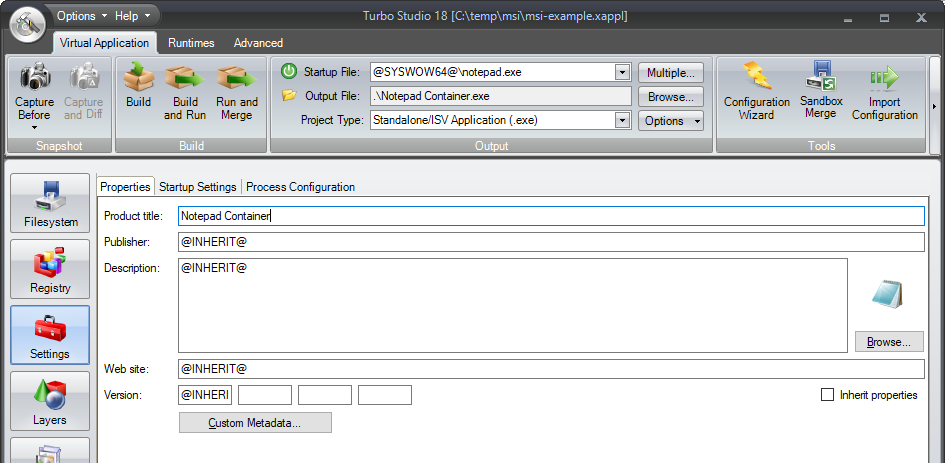 Options Help Turbo Studio 18 [C:\temp\msi\msi-example.xappl]
Virtual Application Runtimes Advanced
Startup File: @SYSWOW64@\notepad.exe Multiple...
Output File: .\Notepad Container.exe Browse...
Project Type: Standalone/ISV Application (.exe) Options
Capture Before
Capture and Diff
Build
Build and Run
Run and Merge
Configuration Wizard
Sandbox Merge
Import Configuration
Snapshot Build Output Tools
Filesystem
Registry
Settings
Layers
Properties Startup Settings Process Configuration
Product title: Notepad Container
Publisher: @INHERIT@
Description: @INHERIT@
Browse...
Web site: @INHERIT@
Version: @INHERI Inherit properties
Custom Metadata...